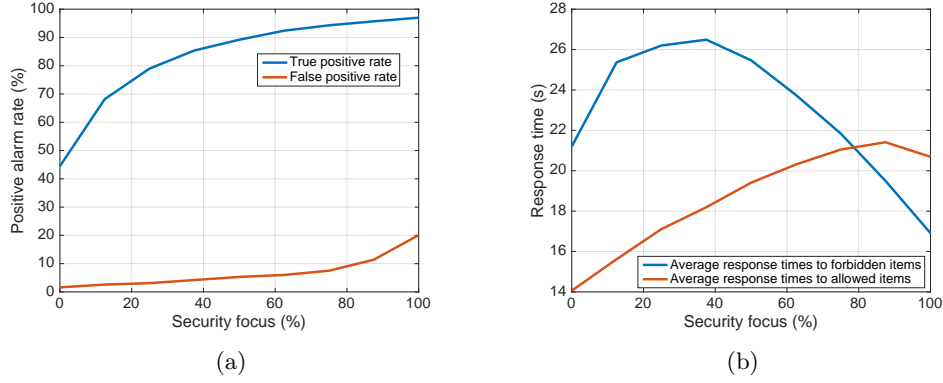 100
90
80
70
60
50
40
30
20
10
0
Positive alarm rate (%)
True positive rate
False positive rate
0 20 40 60 80 100
Security focus (%)
(a)
28
26
24
22
20
18
16
14
Response time (s)
Average response times to forbidden items
Average response times to allowed items
0 20 40 60 80 100
Security focus (%)
(b)